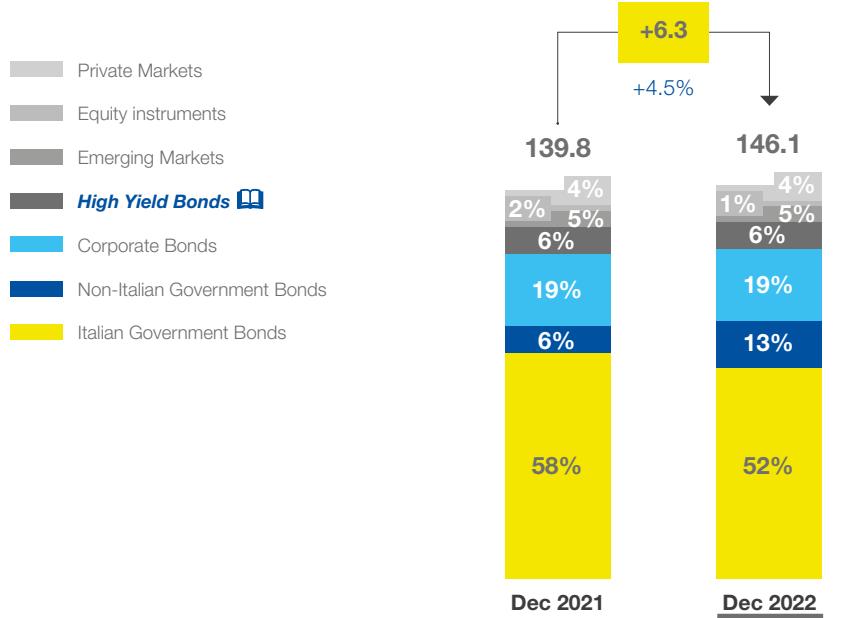 Private Markets
Equity instruments
Emerging Markets
High Yield Bonds
Corporate Bonds
Non-Italian Government Bonds
Italian Government Bonds
+6.3
+4.5%
139.8
4%
2%
5%
6%
19%
6%
58%
Dec 2021
146.1
4%
1%
5%
6%
19%
13%
52%
Dec 2022